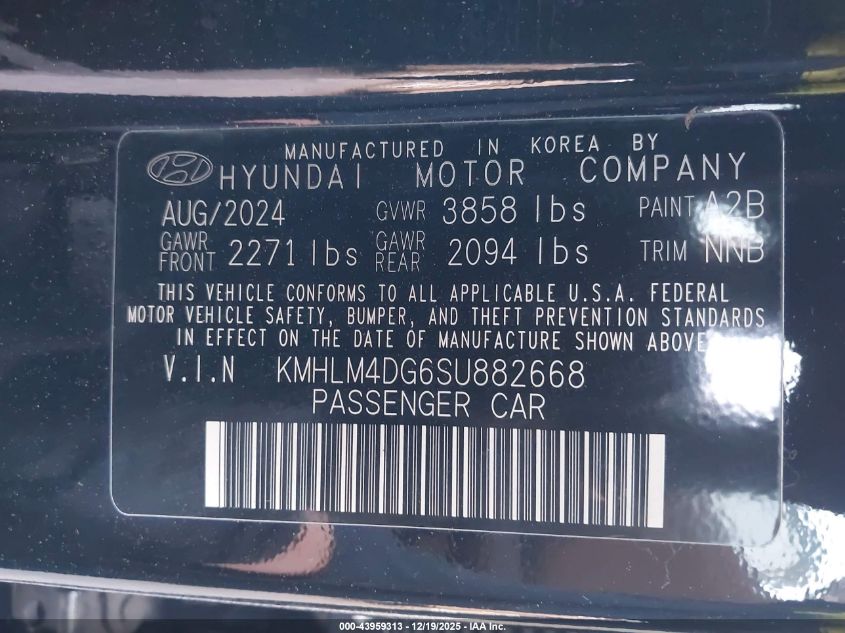 MANUFACTURED IN KOREA BY
HYUNDAI MOTOR COMPANY
AUG/2024 GVWR 3858 lbs PAINT A2B
GAWR FRONT 2271 lbs GAWR REAR 2094 lbs TRIM NNB
THIS VEHICLE CONFORMS TO ALL APPLICABLE U.S.A. FEDERAL
MOTOR VEHICLE SAFETY, BUMPER, AND THEFT PREVENTION STANDARDS
IN EFFECT ON THE DATE OF MANUFACTURE SHOWN ABOVE
V.I.N KMHLM4DG6SU882668
PASSENGER CAR
000-43959313 - 12/19/2025 - IAA Inc.